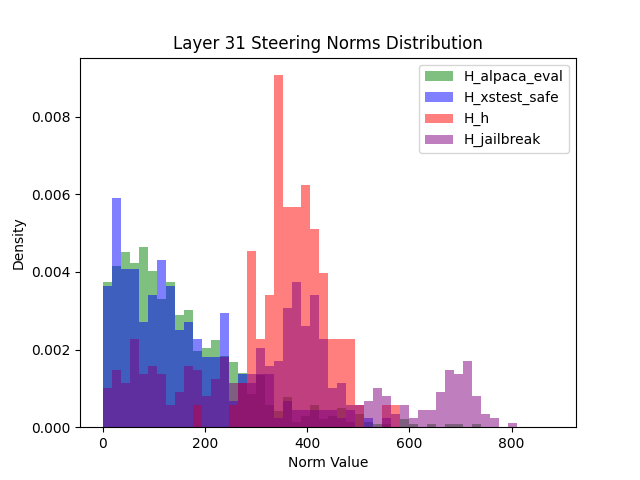 Layer 31 Steering Norms Distribution
H_alpaca_eval
H_xstest_safe
H_h
H_jailbreak
Density
0.008
0.006
0.004
0.002
0.000
0
200
400
600
800
Norm Value